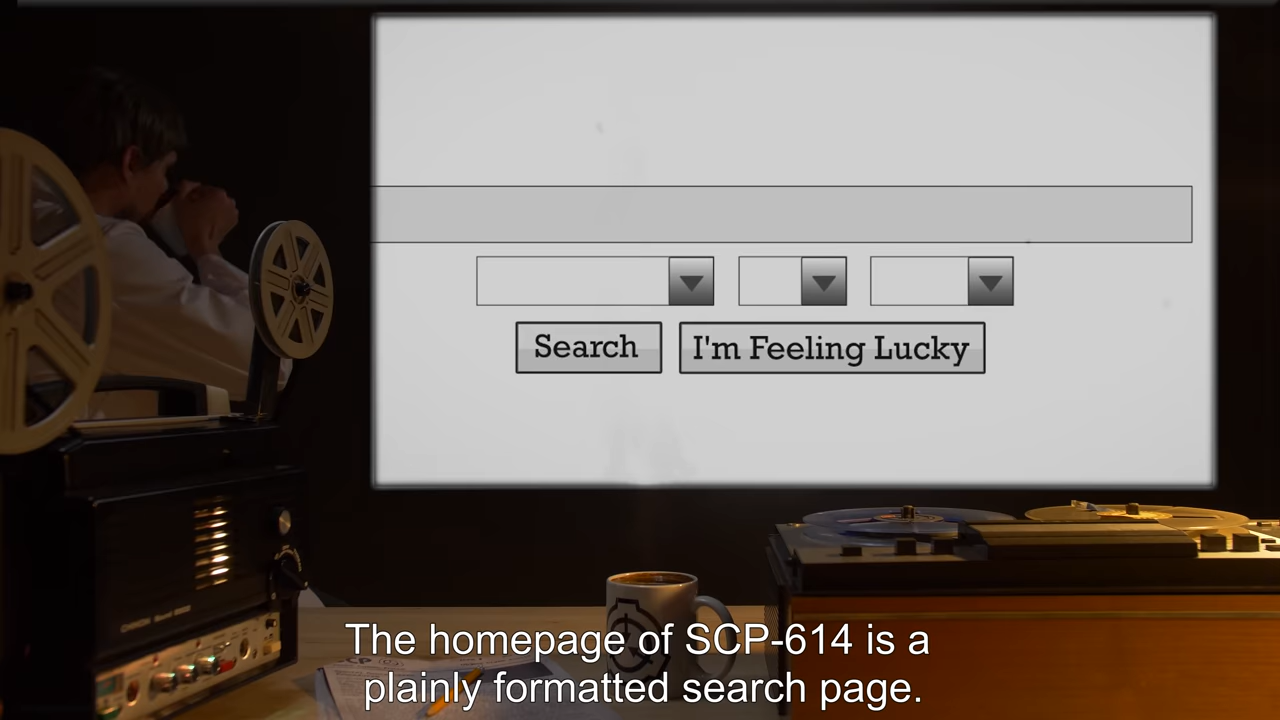 Search
I'm Feeling Lucky
The homepage of SCP-614 is a
plainly formatted search page.